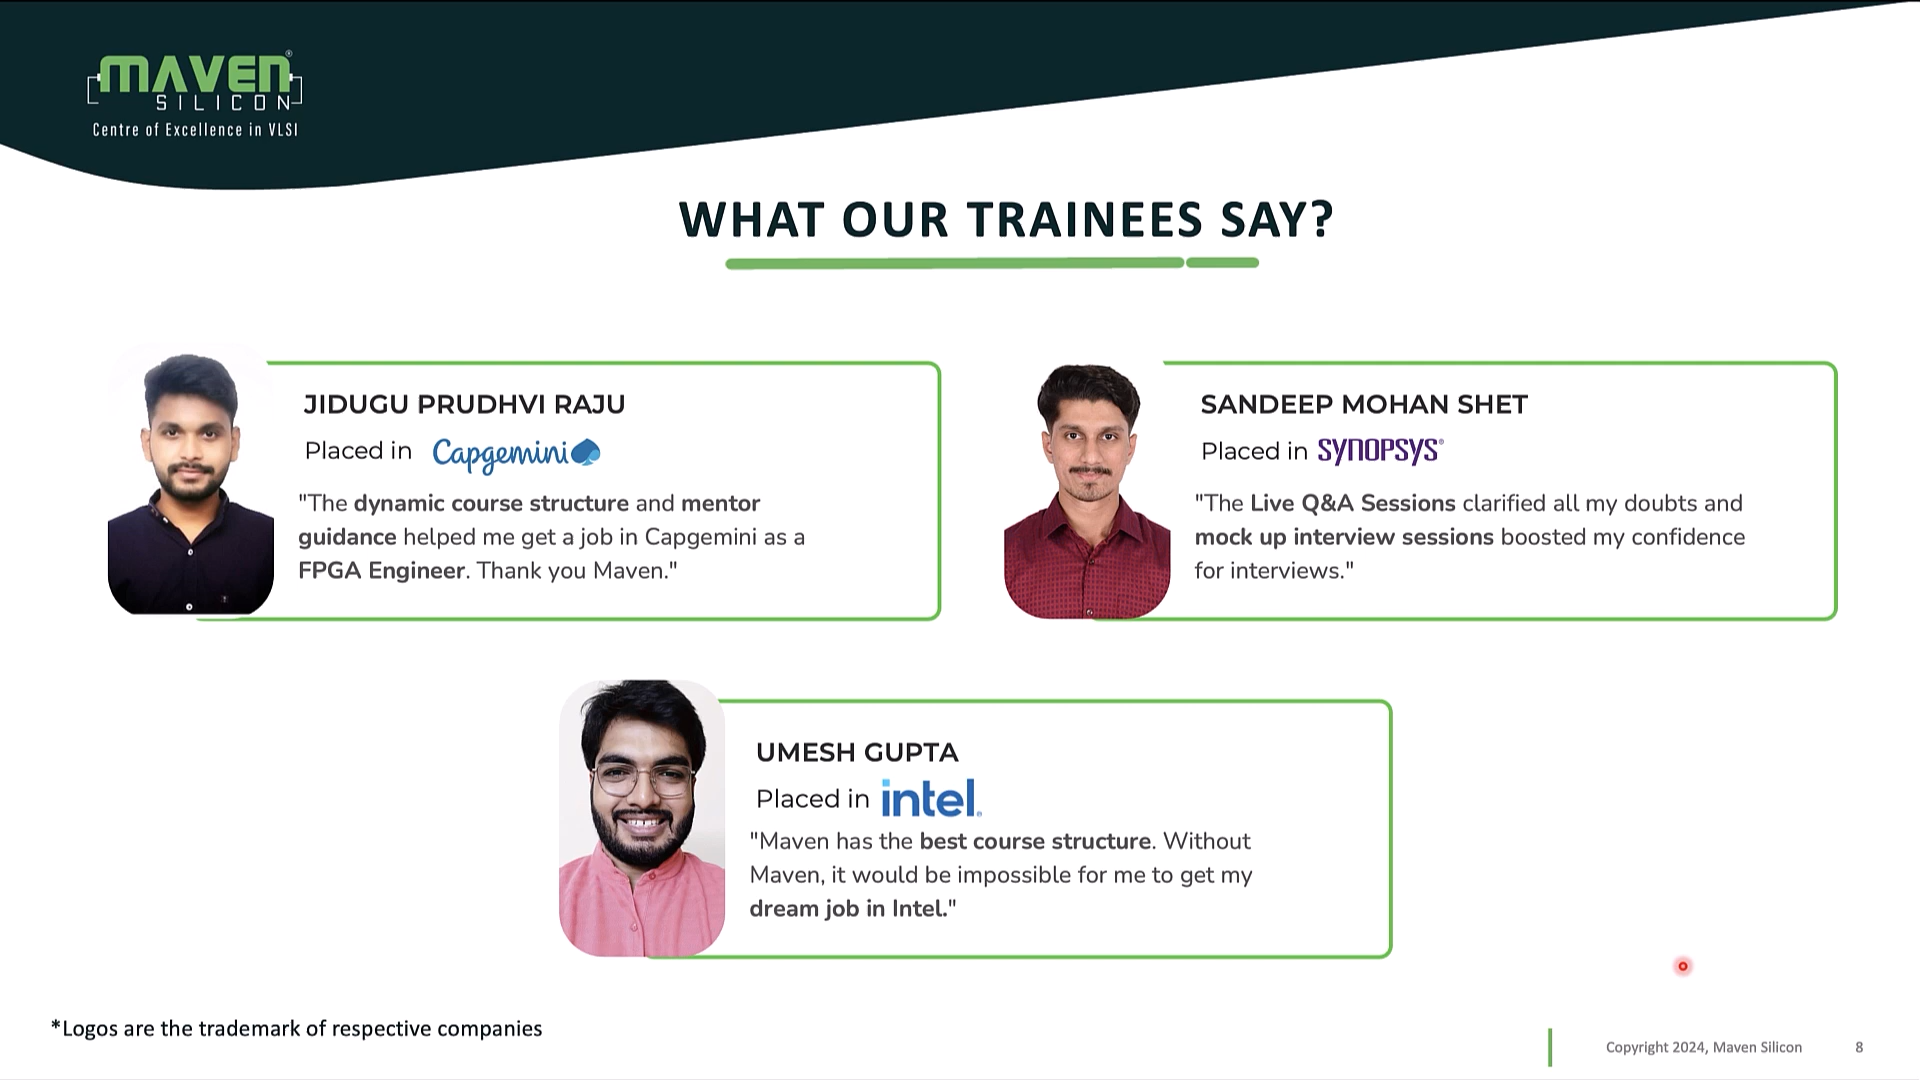 MAVEN®
SILICON
Centre of Excellence in VLSI
WHAT OUR TRAINEES SAY?
JIDUGU PRUDHVI RAJU
Placed in Capgemini
"The dynamic course structure and mentor
guidance helped me get a job in Capgemini as a
FPGA Engineer. Thank you Maven."
SANDEEP MOHAN SHET
Placed in SYNOPSYS®
"The Live Q&A Sessions clarified all my doubts and
mock up interview sessions boosted my confidence
for interviews."
UMESH GUPTA
Placed in intel®
"Maven has the best course structure. Without
Maven, it would be impossible for me to get my
dream job in Intel."
*Logos are the trademark of respective companies
Copyright 2024, Maven Silicon 8